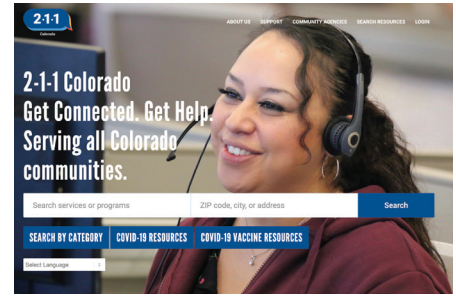 2-1-1
Colorado
ABOUT US SUPPORT COMMUNITY AGENCIES SEARCH RESOURCES LOGIN
2-1-1 Colorado
Get Connected. Get Help.
Serving all Colorado
communities.
Search services or programs ZIP code, city, or address Search
SEARCH BY CATEGORY COVID-19 RESOURCES COVID-19 VACCINE RESOURCES
Select Language